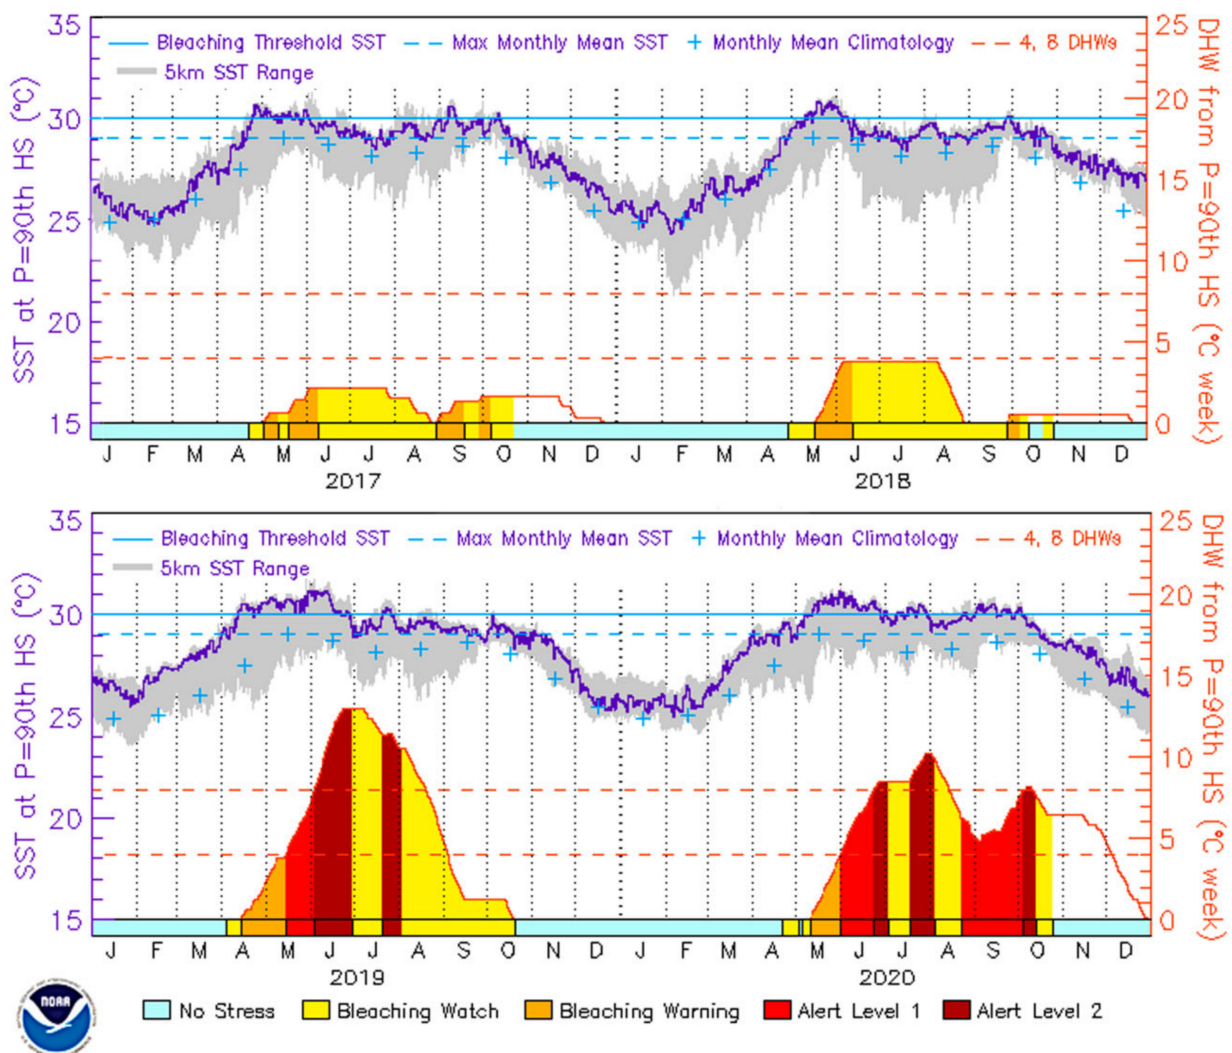 35
Bleaching Threshold SST
Max Monthly Mean SST
Monthly Mean Climatology
4, 8 DHWs
5km SST Range
30
25
20
15
SST at P=90th HS (°C)
25
20
15
10
5
0
DHW from P=90th HS (°C week)
J F M A M J J A S O N D J F M A M J J A S O N D
2017 2018
35
Bleaching Threshold SST
Max Monthly Mean SST
Monthly Mean Climatology
4, 8 DHWs
5km SST Range
30
25
20
15
SST at P=90th HS (°C)
25
20
15
10
5
0
DHW from P=90th HS (°C week)
J F M A M J J A S O N D J F M A M J J A S O N D
2019 2020
NOAA
No Stress
Bleaching Watch
Bleaching Warning
Alert Level 1
Alert Level 2